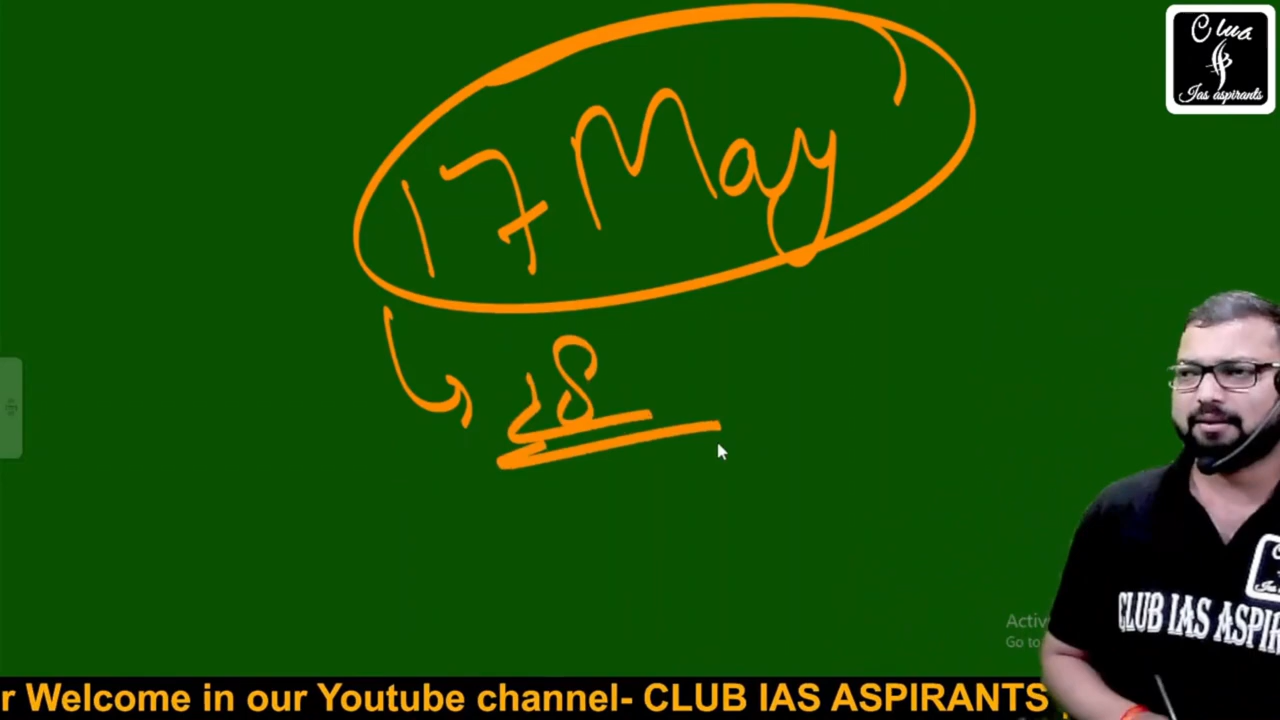 Club
Ias aspirants
17 May
28
Activ
Go to
CLUB IAS ASPIR
r Welcome in our Youtube channel- CLUB IAS ASPIRANTS